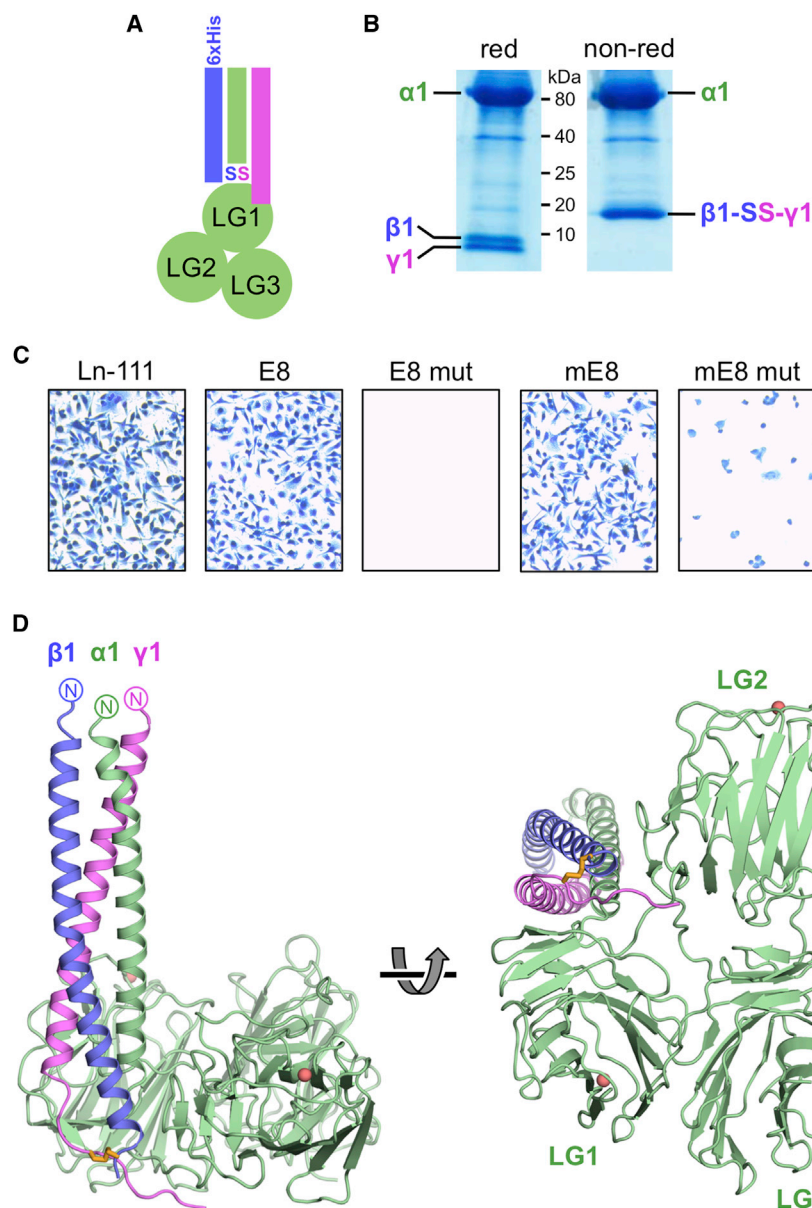 A
6xHis
SS
LG1
LG2
LG3
B
red
non-red
kDa
α1
80
α1
40
25
20
β1-SS-γ1
β1
10
γ1
C
Ln-111
E8
E8 mut
mE8
mE8 mut
D
β1 α1 γ1
N
N
N
LG2
LG1
LG